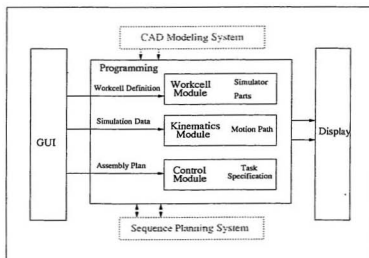 CAD Modeling System
Programming
Workcell Definition
Workcell
Module
Simulator
Parts
Simulation Data
Kinematics
Module
Motion Path
GUI
Display
Assembly Plan
Control
Module
Task
Specification
Sequence Planning System